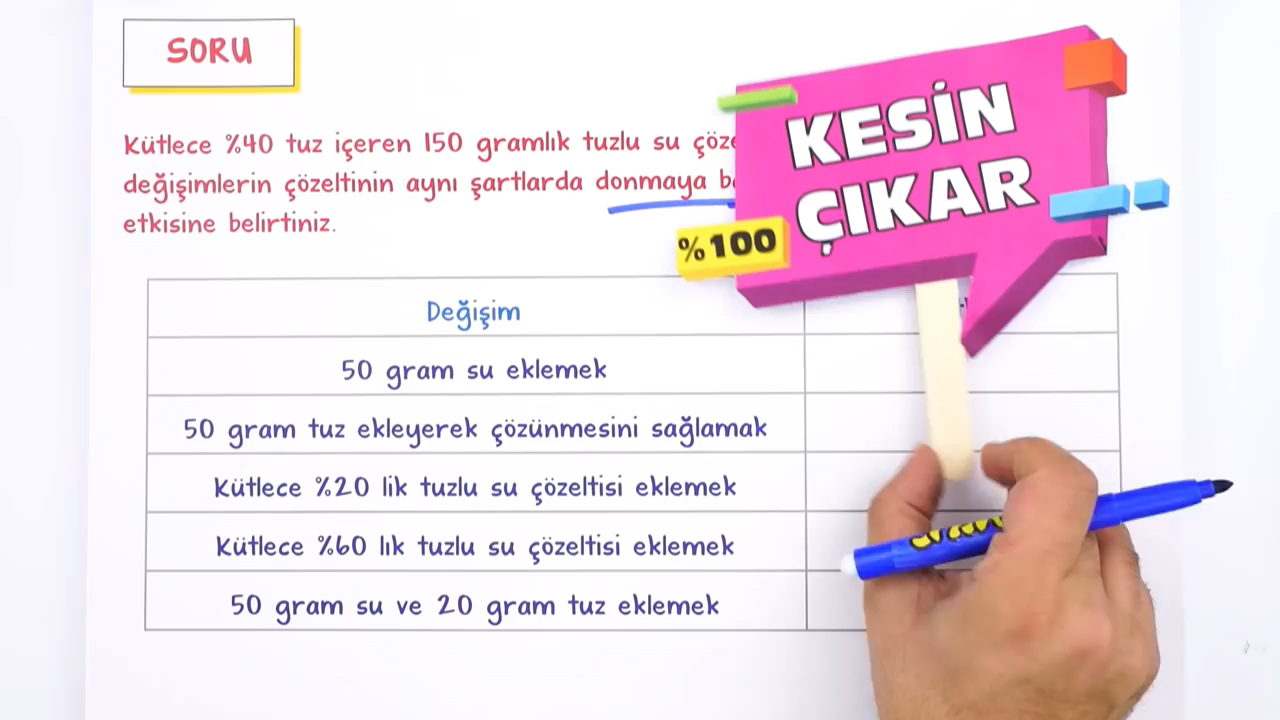 SORU
KESİN
ÇIKAR
%100
Kütlece %40 tuz içeren 150 gramlık tuzlu su
değişimlerin çözeltinin aynı şartlarda donmaya
etkisine belirtiniz.
Değişim
50 gram su eklemek
50 gram tuz ekleyerek çözünmesini sağlamak
Kütlece %20 lik tuzlu su çözeltisi eklemek
Kütlece %60 lık tuzlu su çözeltisi eklemek
50 gram su ve 20 gram tuz eklemek